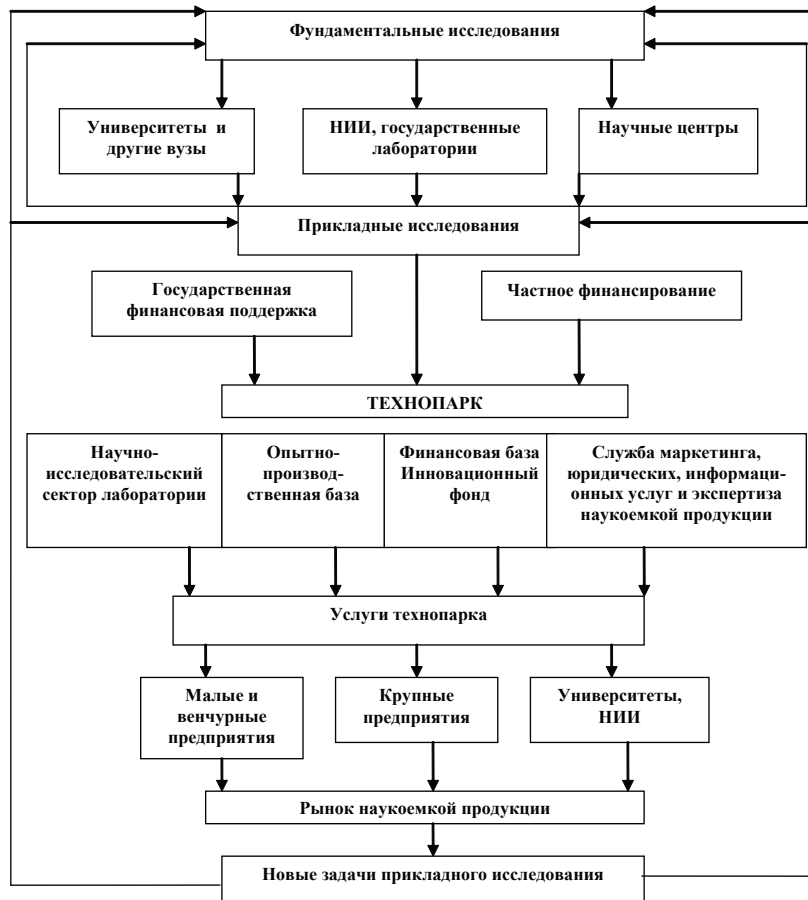 Фундаментальные исследования
Университеты и
другие вузы
НИИ, государственные
лаборатории
Научные центры
Прикладные исследования
Государственная
финансовая поддержка
Частное финансирование
ТЕХНОПАРК
Научно-
исследовательский
сектор лаборатории
Опытно-
производ-
ственная база
Финансовая база
Инновационный
фонд
Служба маркетинга,
юридических, информаци-
онных услуг и экспертиза
наукоемкой продукции
Услуги технопарка
Малые и
венчурные
предприятия
Крупные
предприятия
Университеты,
НИИ
Рынок наукоемкой продукции
Новые задачи прикладного исследования